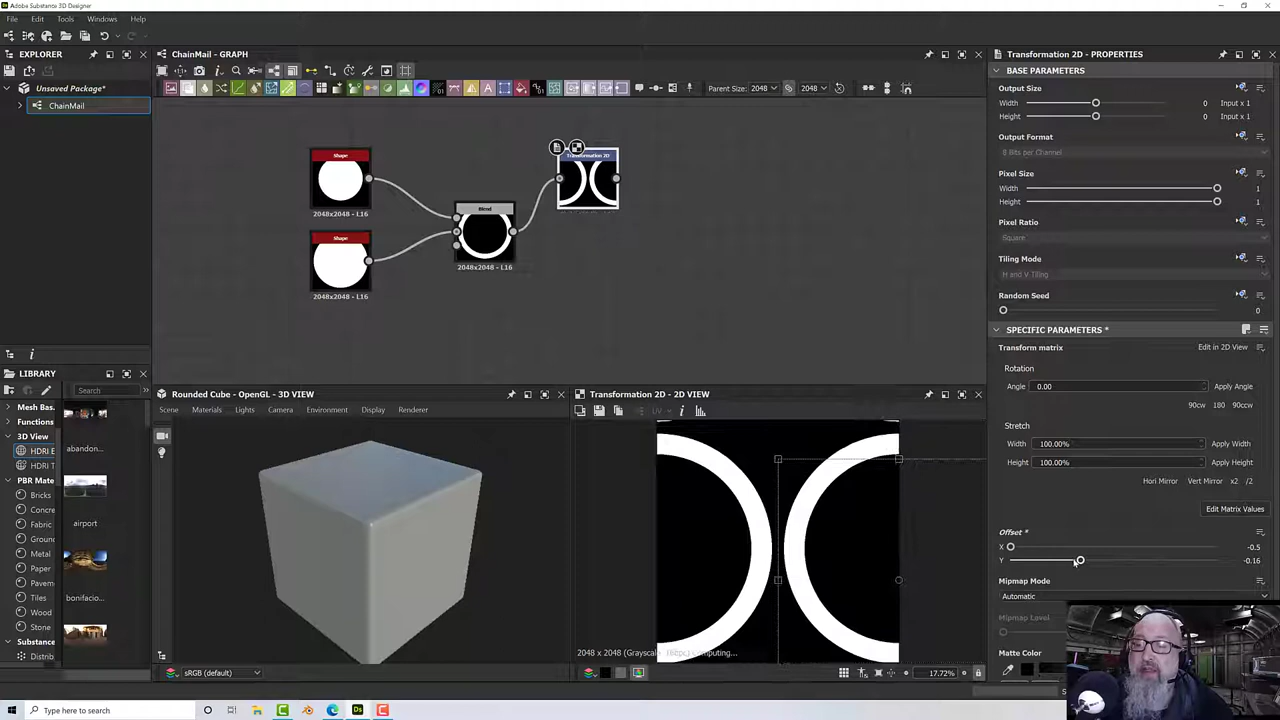 Adobe Substance 3D Designer
File Edit Tools Windows Help
EXPLORER
Unsaved Package*
ChainMail
ChainMail - GRAPH
Parent Size: 2048 2048
Shape
2048x2048 - L16
Shape
2048x2048 - L16
Blend
2048x2048 - L16
Transformation 2D
LIBRARY
Search
Mesh Bas..
Functions
3D View
HDRI E
HDRI T
PBR Mate
Bricks
Concre
Fabric
Ground
Metal
Paper
Plastic
Tiles
Wood
Stone
Substance
Distrib
abandon...
airport
bonifacio...
Rounded Cube - OpenGL - 3D VIEW
Scene Materials Lights Camera Environment Display Renderer
sRGB (default)
Transformation 2D - 2D VIEW
UV
2048 x 2048 (Grayscale, 16bpc) Computing...
17.72%
Transformation 2D - PROPERTIES
BASE PARAMETERS
Output Size
Width 0 Input x 1
Height 0 Input x 1
Output Format
8 Bits per Channel
Pixel Size
Width 1
Height 1
Pixel Ratio
Square
Tiling Mode
H and V Tiling
Random Seed
0
SPECIFIC PARAMETERS *
Transform matrix Edit in 2D View
Rotation
Angle 0.00 Apply Angle
90cw 180 90ccw
Stretch
Width 100.00% Apply Width
Height 100.00% Apply Height
Hori Mirror Vert Mirror x2 /2
Edit Matrix Values
Offset *
X -0.5
Y -0.16
Mipmap Mode
Automatic
Mipmap Level
Matte Color
Type here to search